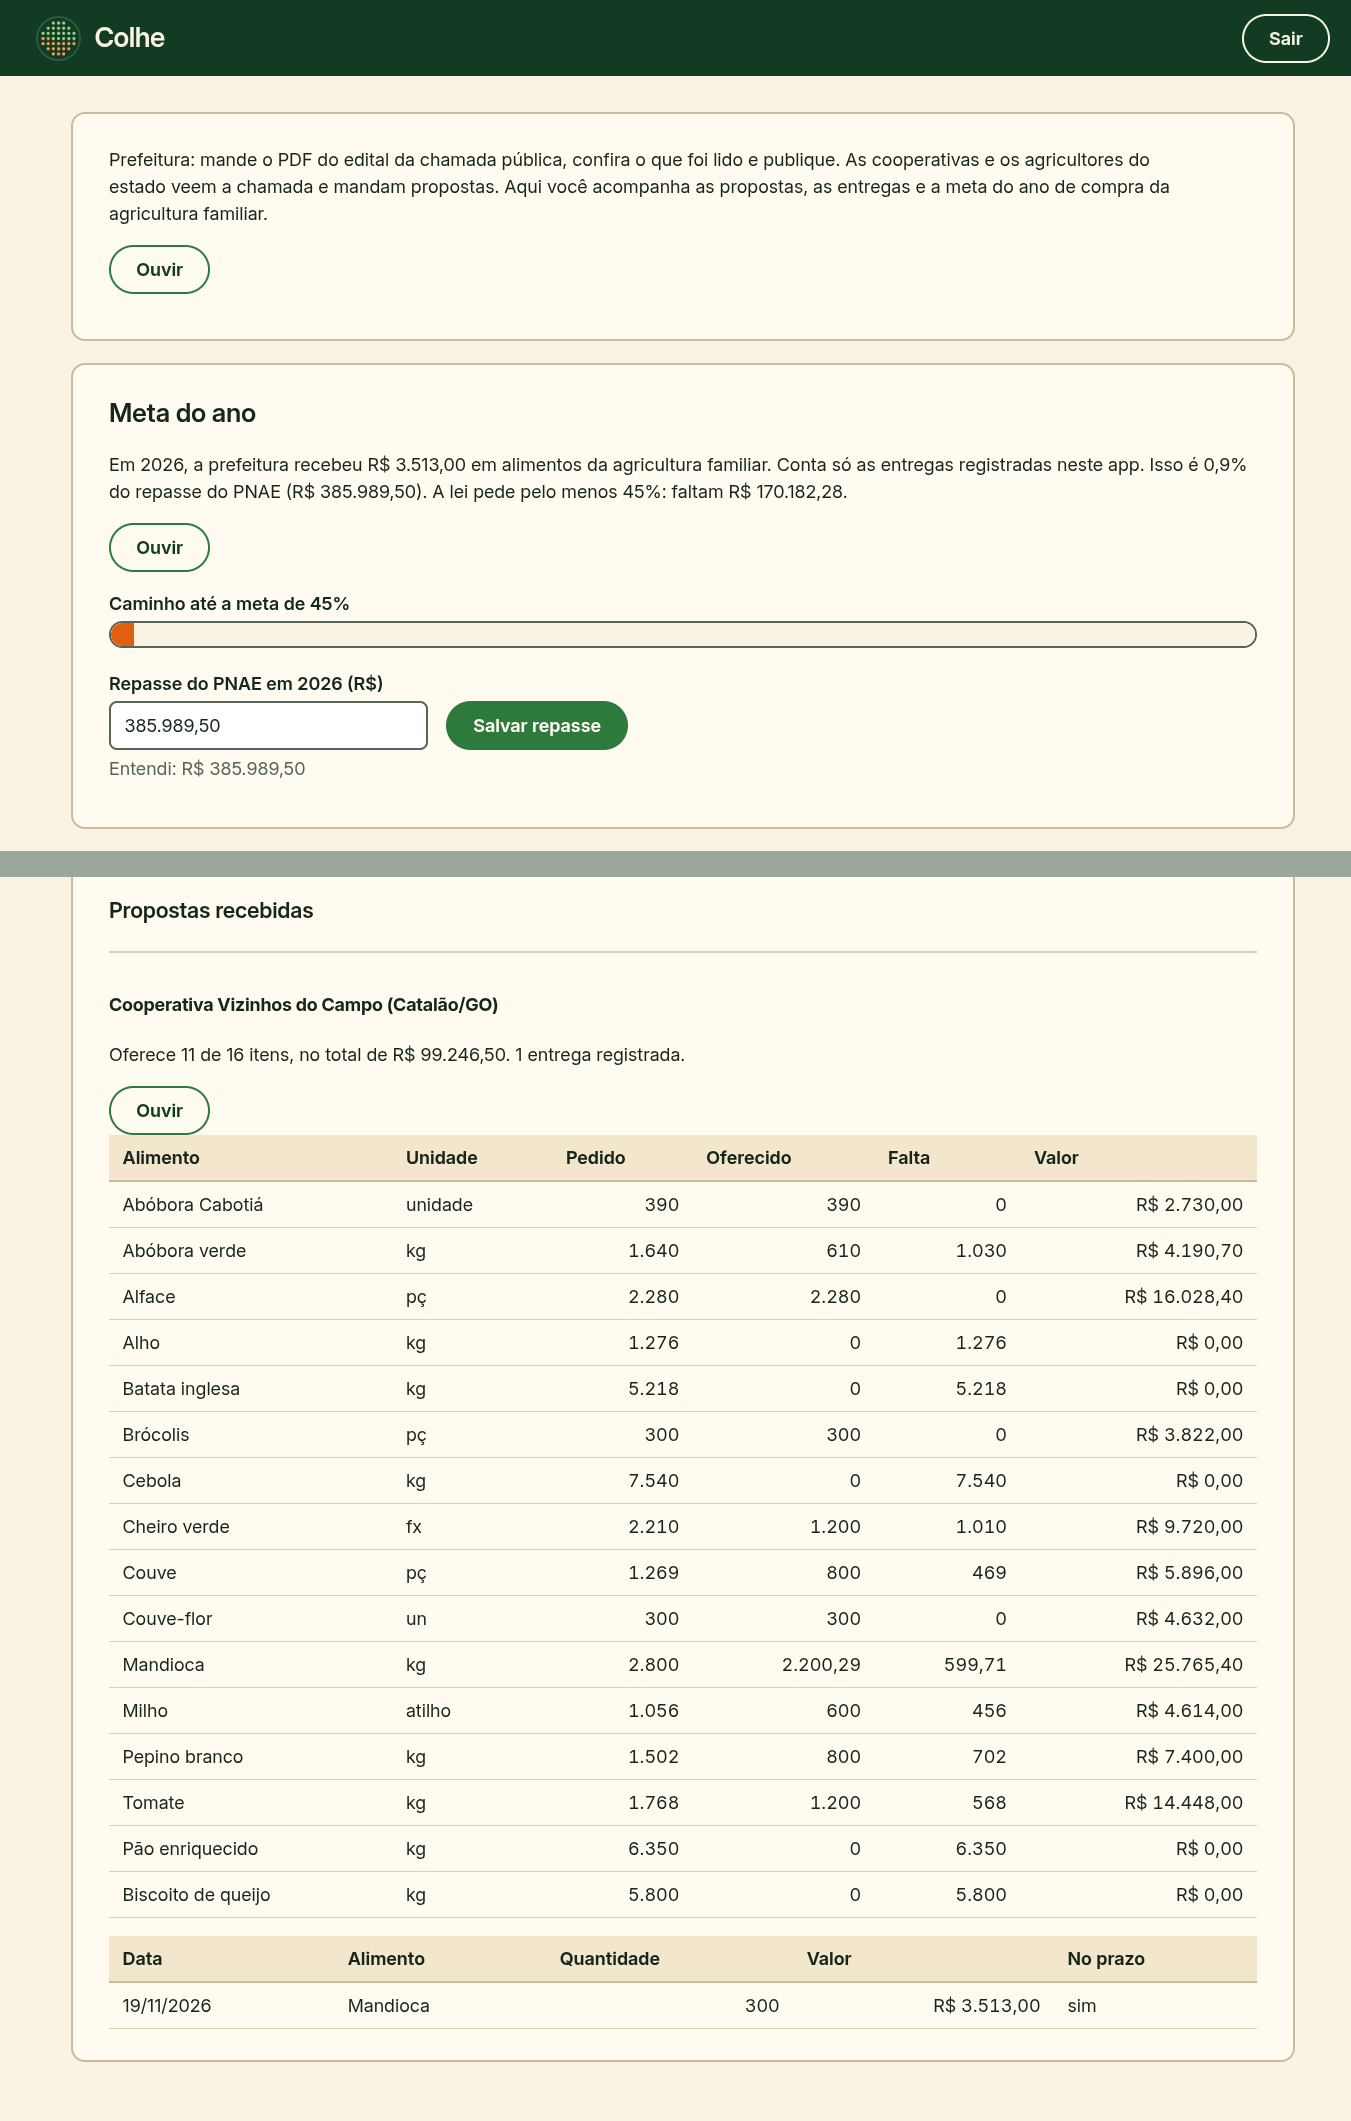 Colhe
Sair
Prefeitura: mande o PDF do edital da chamada pública, confira o que foi lido e publique. As cooperativas e os agricultores do
estado veem a chamada e mandam propostas. Aqui você acompanha as propostas, as entregas e a meta do ano de compra da
agricultura familiar.
Ouvir
Meta do ano
Em 2026, a prefeitura recebeu R$ 3.513,00 em alimentos da agricultura familiar. Conta só as entregas registradas neste app. Isso é 0,9%
do repasse do PNAE (R$ 385.989,50). A lei pede pelo menos 45%: faltam R$ 170.182,28.
Ouvir
Caminho até a meta de 45%
Repasse do PNAE em 2026 (R$)
385.989,50
Salvar repasse
Entendi: R$ 385.989,50
Propostas recebidas
Cooperativa Vizinhos do Campo (Catalão/GO)
Oferece 11 de 16 itens, no total de R$ 99.246,50. 1 entrega registrada.
Ouvir
Alimento Unidade Pedido Oferecido Falta Valor
Abóbora Cabotiá unidade 390 390 0 R$ 2.730,00
Abóbora verde kg 1.640 610 1.030 R$ 4.190,70
Alface pç 2.280 2.280 0 R$ 16.028,40
Alho kg 1.276 0 1.276 R$ 0,00
Batata inglesa kg 5.218 0 5.218 R$ 0,00
Brócolis pç 300 300 0 R$ 3.822,00
Cebola kg 7.540 0 7.540 R$ 0,00
Cheiro verde fx 2.210 1.200 1.010 R$ 9.720,00
Couve pç 1.269 800 469 R$ 5.896,00
Couve-flor un 300 300 0 R$ 4.632,00
Mandioca kg 2.800 2.200,29 599,71 R$ 25.765,40
Milho atilho 1.056 600 456 R$ 4.614,00
Pepino branco kg 1.502 800 702 R$ 7.400,00
Tomate kg 1.768 1.200 568 R$ 14.448,00
Pão enriquecido kg 6.350 0 6.350 R$ 0,00
Biscoito de queijo kg 5.800 0 5.800 R$ 0,00
Data Alimento Quantidade Valor No prazo
19/11/2026 Mandioca 300 R$ 3.513,00 sim